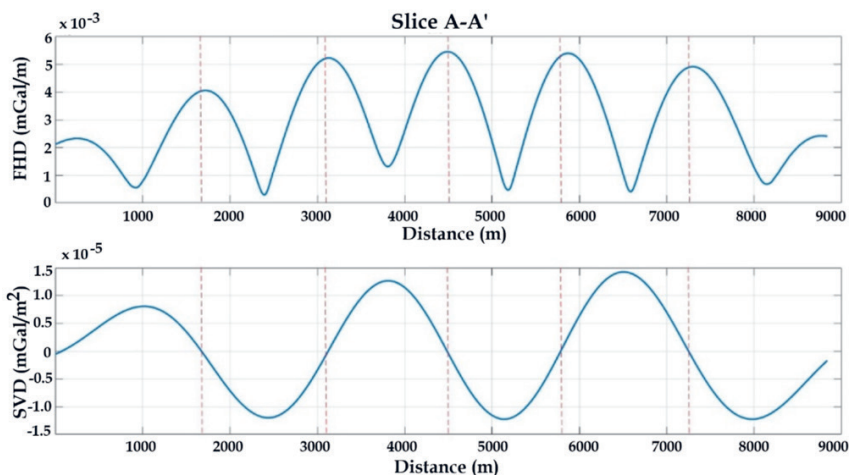 Slice A-A'
x 10-3
6
5
4
3
2
1
0
FHD (mGal/m)
1000 2000 3000 4000 5000 6000 7000 8000 9000
Distance (m)
x 10-5
1.5
1.0
0.5
0
-0.5
-1.0
-1.5
SVD (mGal/m2)
1000 2000 3000 4000 5000 6000 7000 8000 9000
Distance (m)